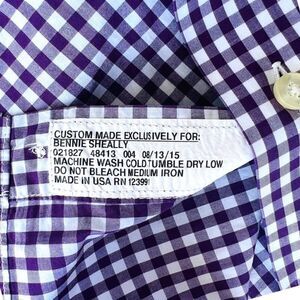 CUSTOM MADE EXCLUSIVELY FOR:
BENNIE SHEALLY
021827 48413 004 08/13/15
MACHINE WASH COLD TUMBLE DRY LOW
DO NOT BLEACH MEDIUM IRON
MADE IN USA RN 12399